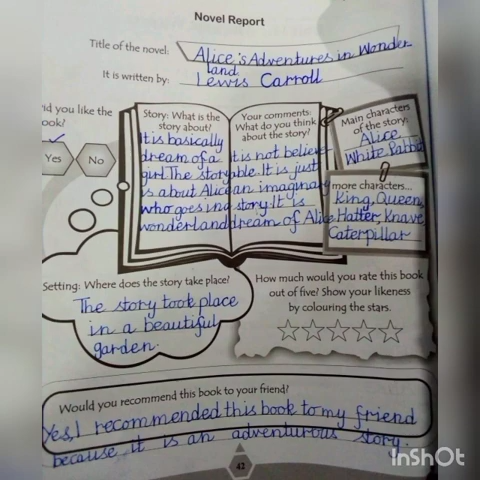 Novel Report
Title of the novel: Alice's Adventures in Wonder
land
It is written by: Lewis Carroll
id you like the
ook?
Yes
No
Story: What is the
story about?
It is basically
dream of a
girl The story
is about Alice
who goes in a
wonderland
Your comments:
What do you think
about the story?
It is not believe
able. It is just
an imaginary
story. It is
dream of Alice
Main characters
of the story:
Alice
White Rabbit
more characters...
King, Queen,
Hatter, Knave
Caterpillar
Setting: Where does the story take place?
The story took place
in a beautiful
garden.
How much would you rate this book
out of five? Show your likeness
by colouring the stars.
Would you recommend this book to your friend?
Yes, I recommended this book to my friend
because it is an adventurous story.
42
InShOt